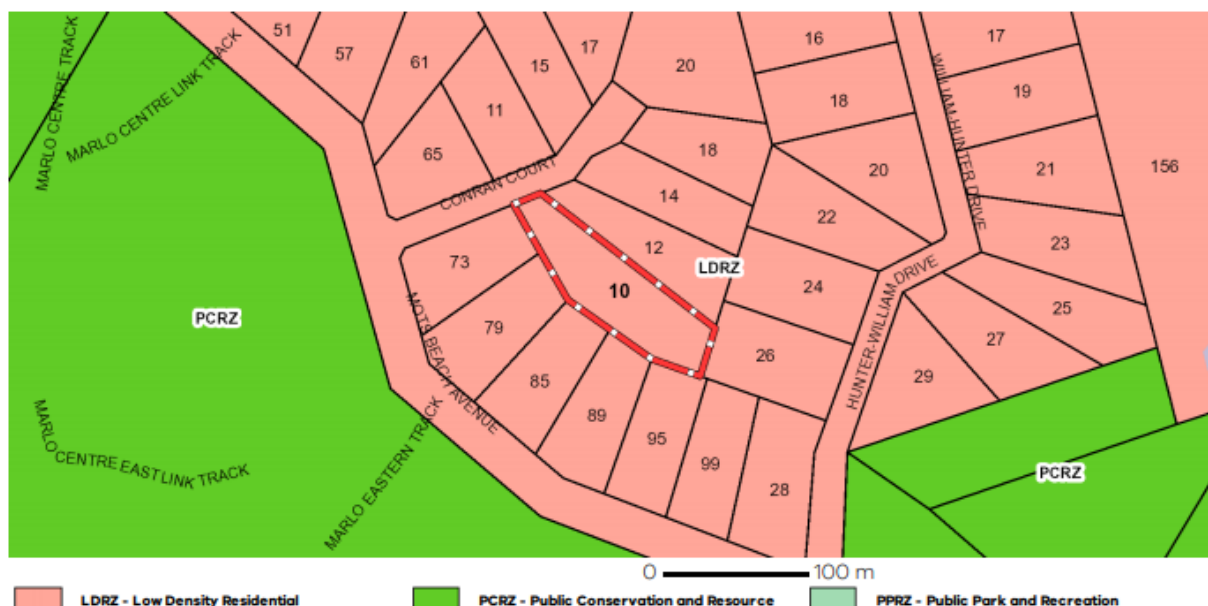 51
57
61
15
17
20
16
17
MARLO CENTRE TRACK
MARLO CENTRE LINK TRACK
11
18
19
WILLIAM-HUNTER DRIVE
65
18
20
21
156
CONRAN COURT
14
22
23
73
12
LDRZ
10
24
25
PCRZ
79
MOTS BEACH AVENUE
26
HUNTER-WILLIAM DRIVE
27
85
29
89
95
99
28
MARLO CENTRE EAST LINK TRACK
MARLO EASTERN TRACK
PCRZ
0 100 m
LDRZ - Low Density Residential PCRZ - Public Conservation and Resource PPRZ - Public Park and Recreation